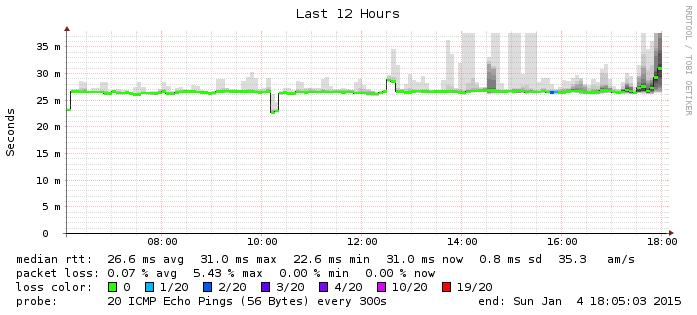 Last 12 Hours
RRDTOOL / TOBI OETIKER
Seconds
35 m
30 m
25 m
20 m
15 m
10 m
5 m
0
08:00 10:00 12:00 14:00 16:00 18:00
median rtt: 26.6 ms avg 31.0 ms max 22.6 ms min 31.0 ms now 0.8 ms sd 35.3 am/s
packet loss: 0.07 % avg 5.43 % max 0.00 % min 0.00 % now
loss color: 0 1/20 2/20 3/20 4/20 10/20 19/20
probe: 20 ICMP Echo Pings (56 Bytes) every 300s end: Sun Jan 4 18:05:03 2015